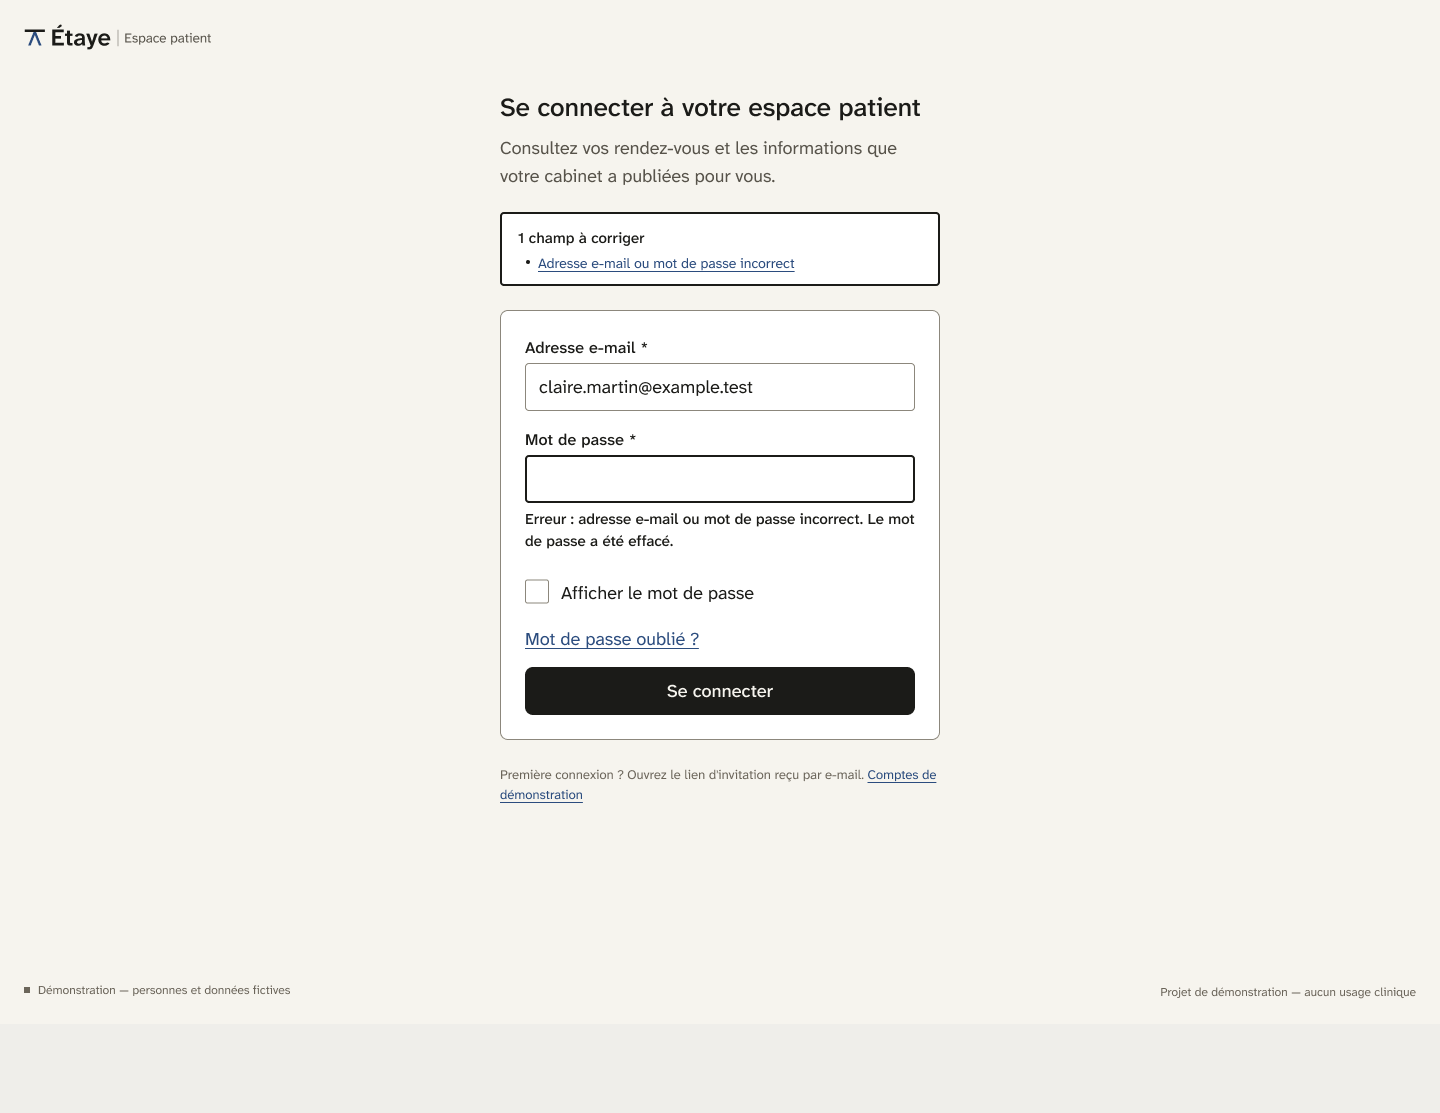 Étaye | Espace patient
Se connecter à votre espace patient
Consultez vos rendez-vous et les informations que
votre cabinet a publiées pour vous.
1 champ à corriger
• Adresse e-mail ou mot de passe incorrect
Adresse e-mail *
claire.martin@example.test
Mot de passe *
Erreur : adresse e-mail ou mot de passe incorrect. Le mot
de passe a été effacé.
Afficher le mot de passe
Mot de passe oublié ?
Se connecter
Première connexion ? Ouvrez le lien d'invitation reçu par e-mail. Comptes de
démonstration
Démonstration — personnes et données fictives
Projet de démonstration — aucun usage clinique